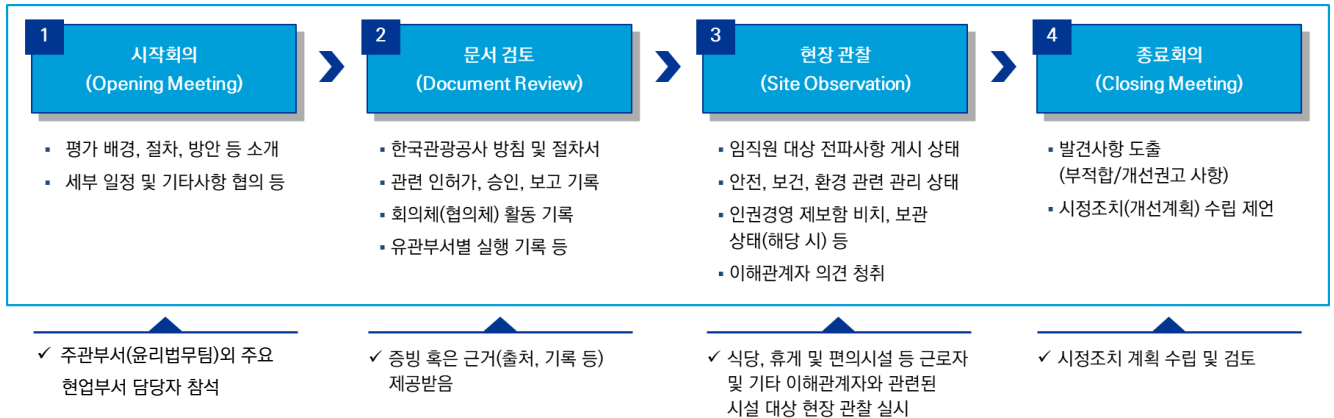 1
시작회의
(Opening Meeting)
▪ 평가 배경, 절차, 방안 등 소개
▪ 세부 일정 및 기타사항 협의 등
✓ 주관부서(윤리법무팀)외 주요
현업부서 담당자 참석
2
문서 검토
(Document Review)
▪ 한국관광공사 방침 및 절차서
▪ 관련 인허가, 승인, 보고 기록
▪ 회의체(협의체) 활동 기록
▪ 유관부서별 실행 기록 등
✓ 증빙 혹은 근거(출처, 기록 등)
제공받음
3
현장 관찰
(Site Observation)
▪ 임직원 대상 전파사항 게시 상태
▪ 안전, 보건, 환경 관련 관리 상태
▪ 인권경영 제보함 비치, 보관
상태(해당 시) 등
▪ 이해관계자 의견 청취
✓ 식당, 휴게 및 편의시설 등 근로자
및 기타 이해관계자와 관련된
시설 대상 현장 관찰 실시
4
종료회의
(Closing Meeting)
▪ 발견사항 도출
(부적합/개선권고 사항)
▪ 시정조치(개선계획) 수립 제언
✓ 시정조치 계획 수립 및 검토